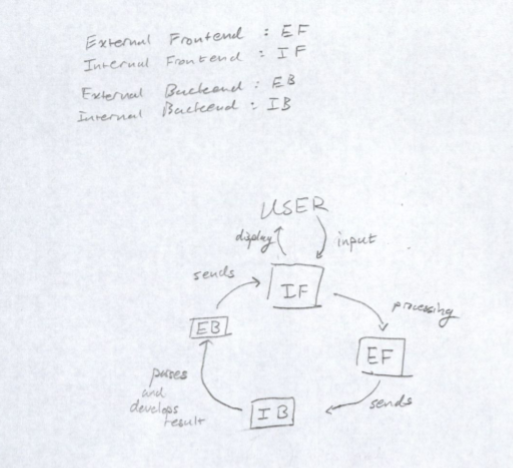 External Frontend : EF
Internal Frontend : IF
External Backend : EB
Internal Backend : IB
USER
display
input
sends
IF
processing
EB
EF
parses
and
develops
result
IB
sends